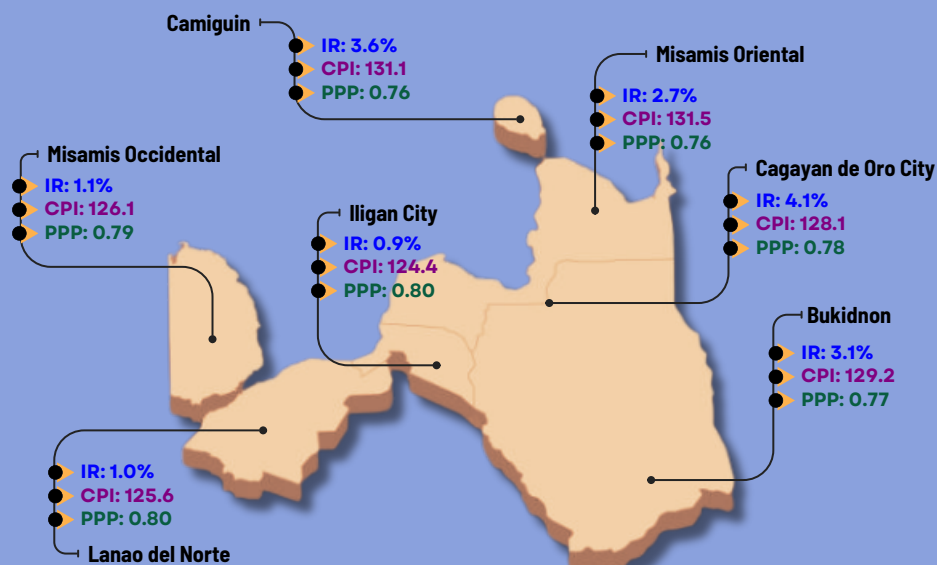 Camiguin
IR: 3.6%
CPI: 131.1
PPP: 0.76
Misamis Oriental
IR: 2.7%
CPI: 131.5
PPP: 0.76
Misamis Occidental
IR: 1.1%
CPI: 126.1
PPP: 0.79
Iligan City
IR: 0.9%
CPI: 124.4
PPP: 0.80
Cagayan de Oro City
IR: 4.1%
CPI: 128.1
PPP: 0.78
Bukidnon
IR: 3.1%
CPI: 129.2
PPP: 0.77
IR: 1.0%
CPI: 125.6
PPP: 0.80
Lanao del Norte